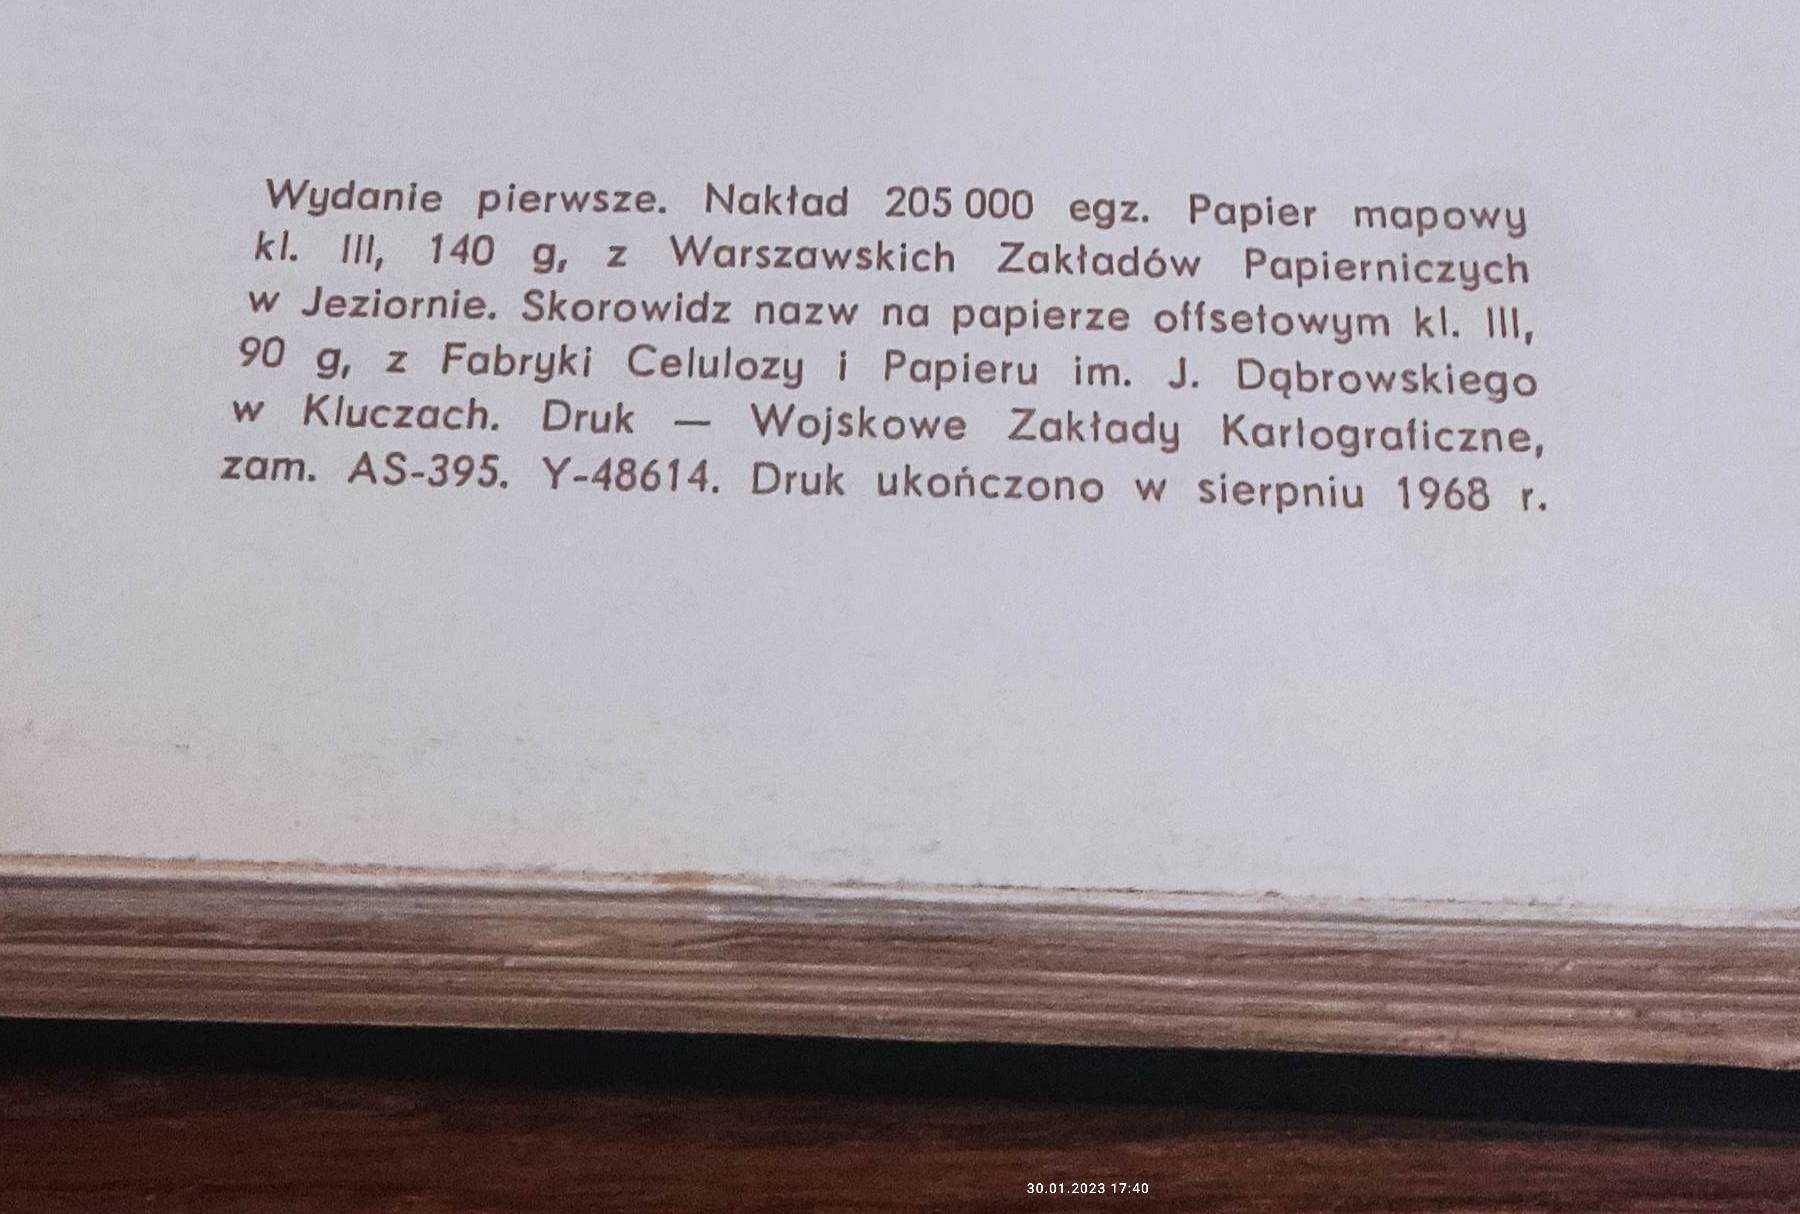 Wydanie pierwsze. Nakład 205 000 egz. Papier mapowy
kl. III, 140 g, z Warszawskich Zakładów Papierniczych
w Jeziornie. Skorowidz nazw na papierze offsetowym kl. III,
90 g, z Fabryki Celulozy i Papieru im. J. Dąbrowskiego
w Kluczach. Druk — Wojskowe Zakłady Kartograficzne,
zam. AS-395. Y-48614. Druk ukończono w sierpniu 1968 r.
30.01.2023 17:40